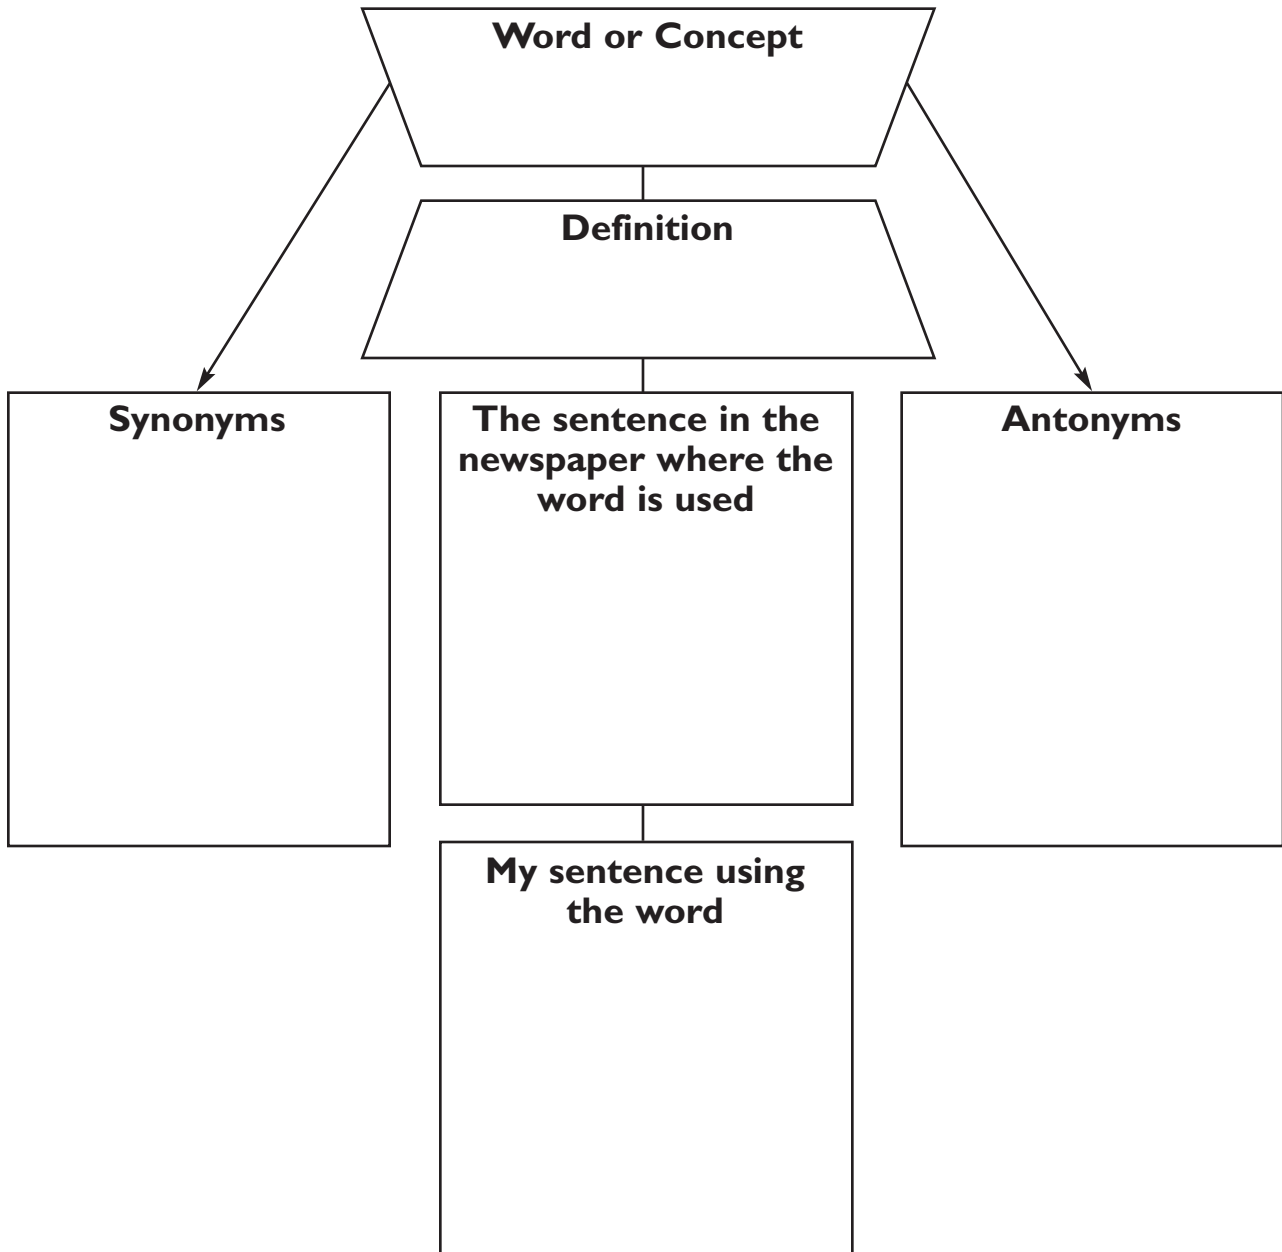 Word or Concept
Definition
Synonyms
The sentence in the
newspaper where the
word is used
Antonyms
My sentence using
the word